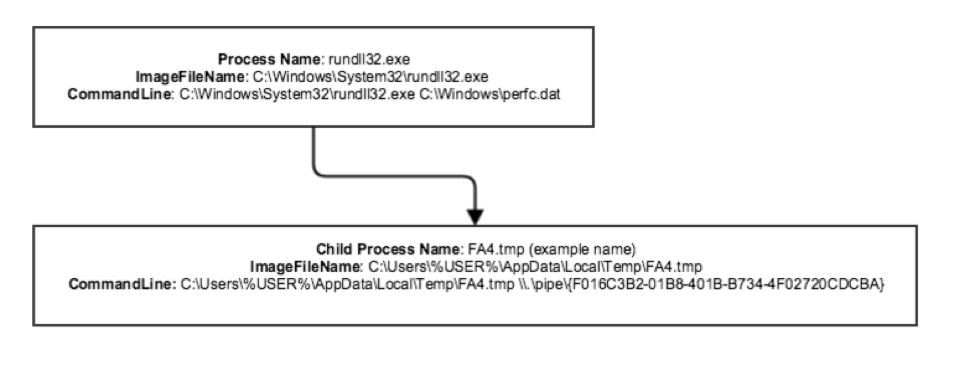 Process Name: rundll32.exe
ImageFileName: C:\Windows\System32\rundll32.exe
CommandLine: C:\Windows\System32\rundll32.exe C:\Windows\perfc.dat
Child Process Name: FA4.tmp (example name)
ImageFileName: C:\Users\%USER%\AppData\Local\Temp\FA4.tmp
CommandLine: C:\Users\%USER%\AppData\Local\Temp\FA4.tmp \\.\pipe\{F016C3B2-01B8-401B-B734-4F02720CDCBA}